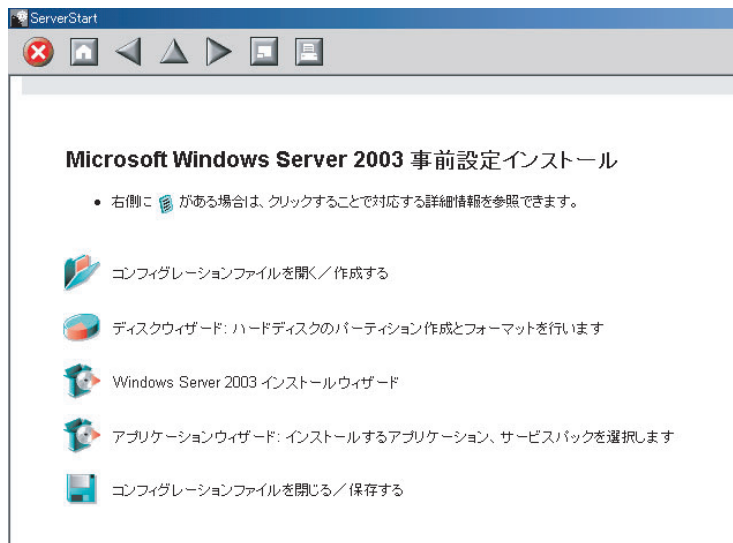 ServerStart
Microsoft Windows Server 2003 事前設定インストール
• 右側に がある場合は、クリックすることで対応する詳細情報を参照できます。
コンフィグレーションファイルを開く／作成する
ディスクウィザード：ハードディスクのパーティション作成とフォーマットを行います
Windows Server 2003 インストールウィザード
アプリケーションウィザード：インストールするアプリケーション、サービスパックを選択します
コンフィグレーションファイルを閉じる／保存する